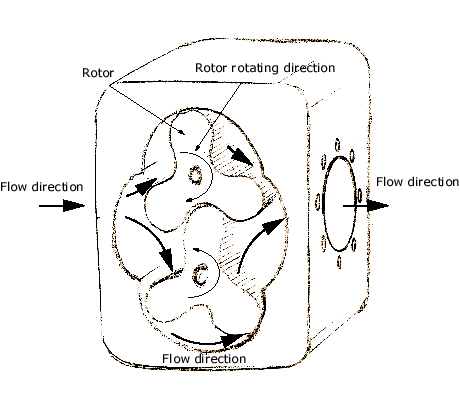 Rotor rotating direction
Rotor
Flow direction
Flow direction
Flow direction